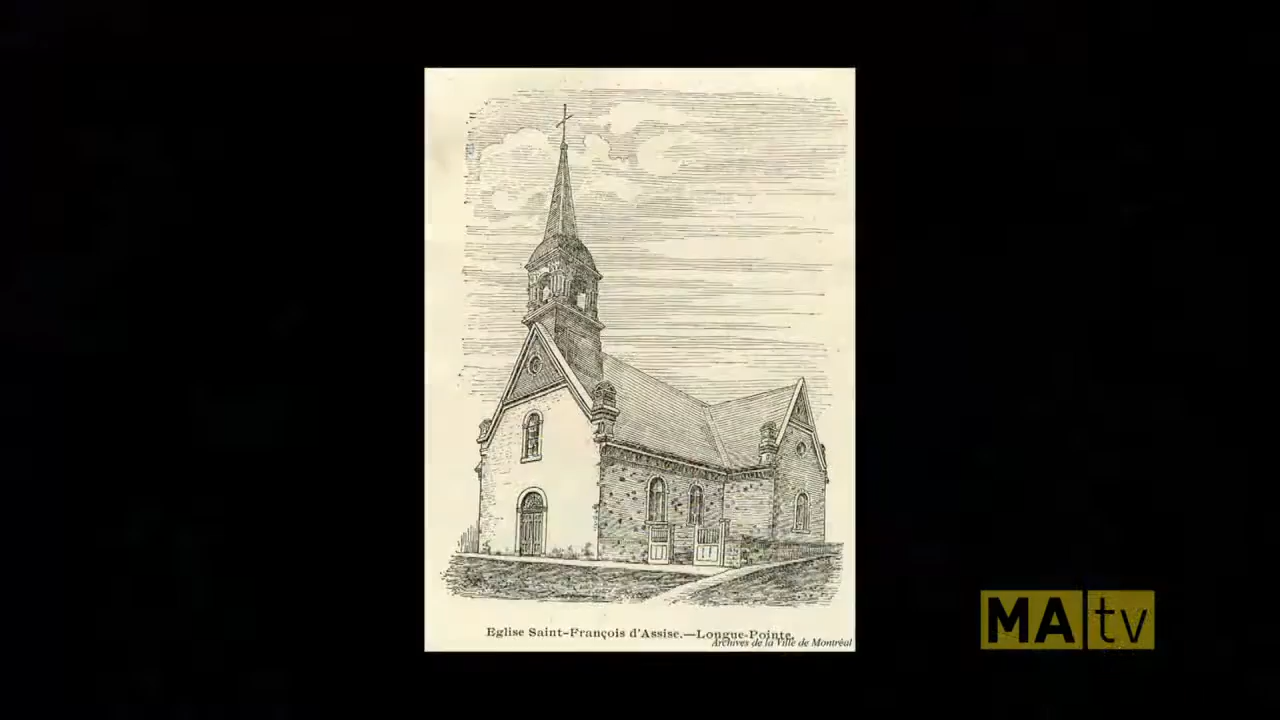 Eglise Saint-François d'Assise.—Longue-Pointe.
Archives de la Ville de Montréal
MAtv